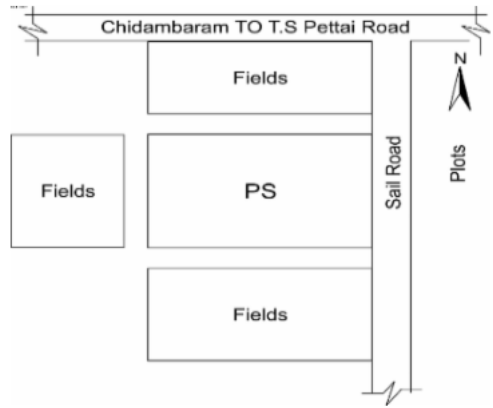 Chidambaram TO T.S Pettai Road
Fields
N
Fields
PS
Sail Road
Plots
Fields